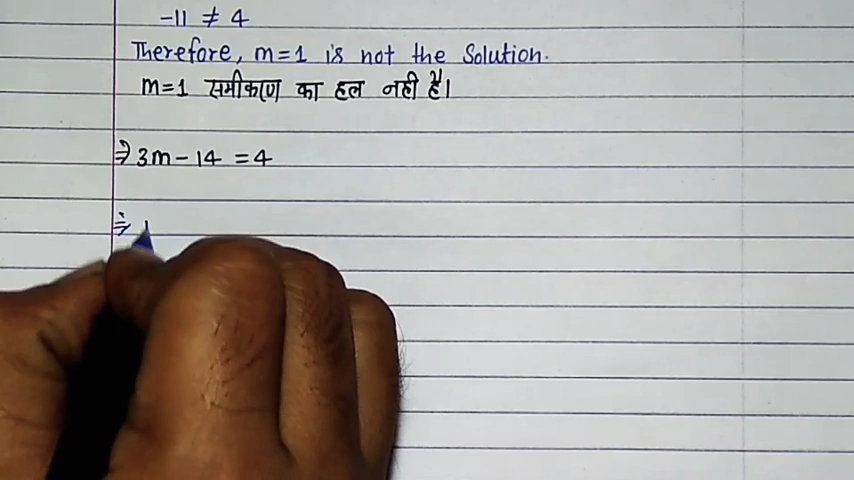 -11 ≠ 4
Therefore, m=1 is not the Solution.
m=1 समीकरण का हल नही है।
⇒ 3m - 14 = 4
⇒